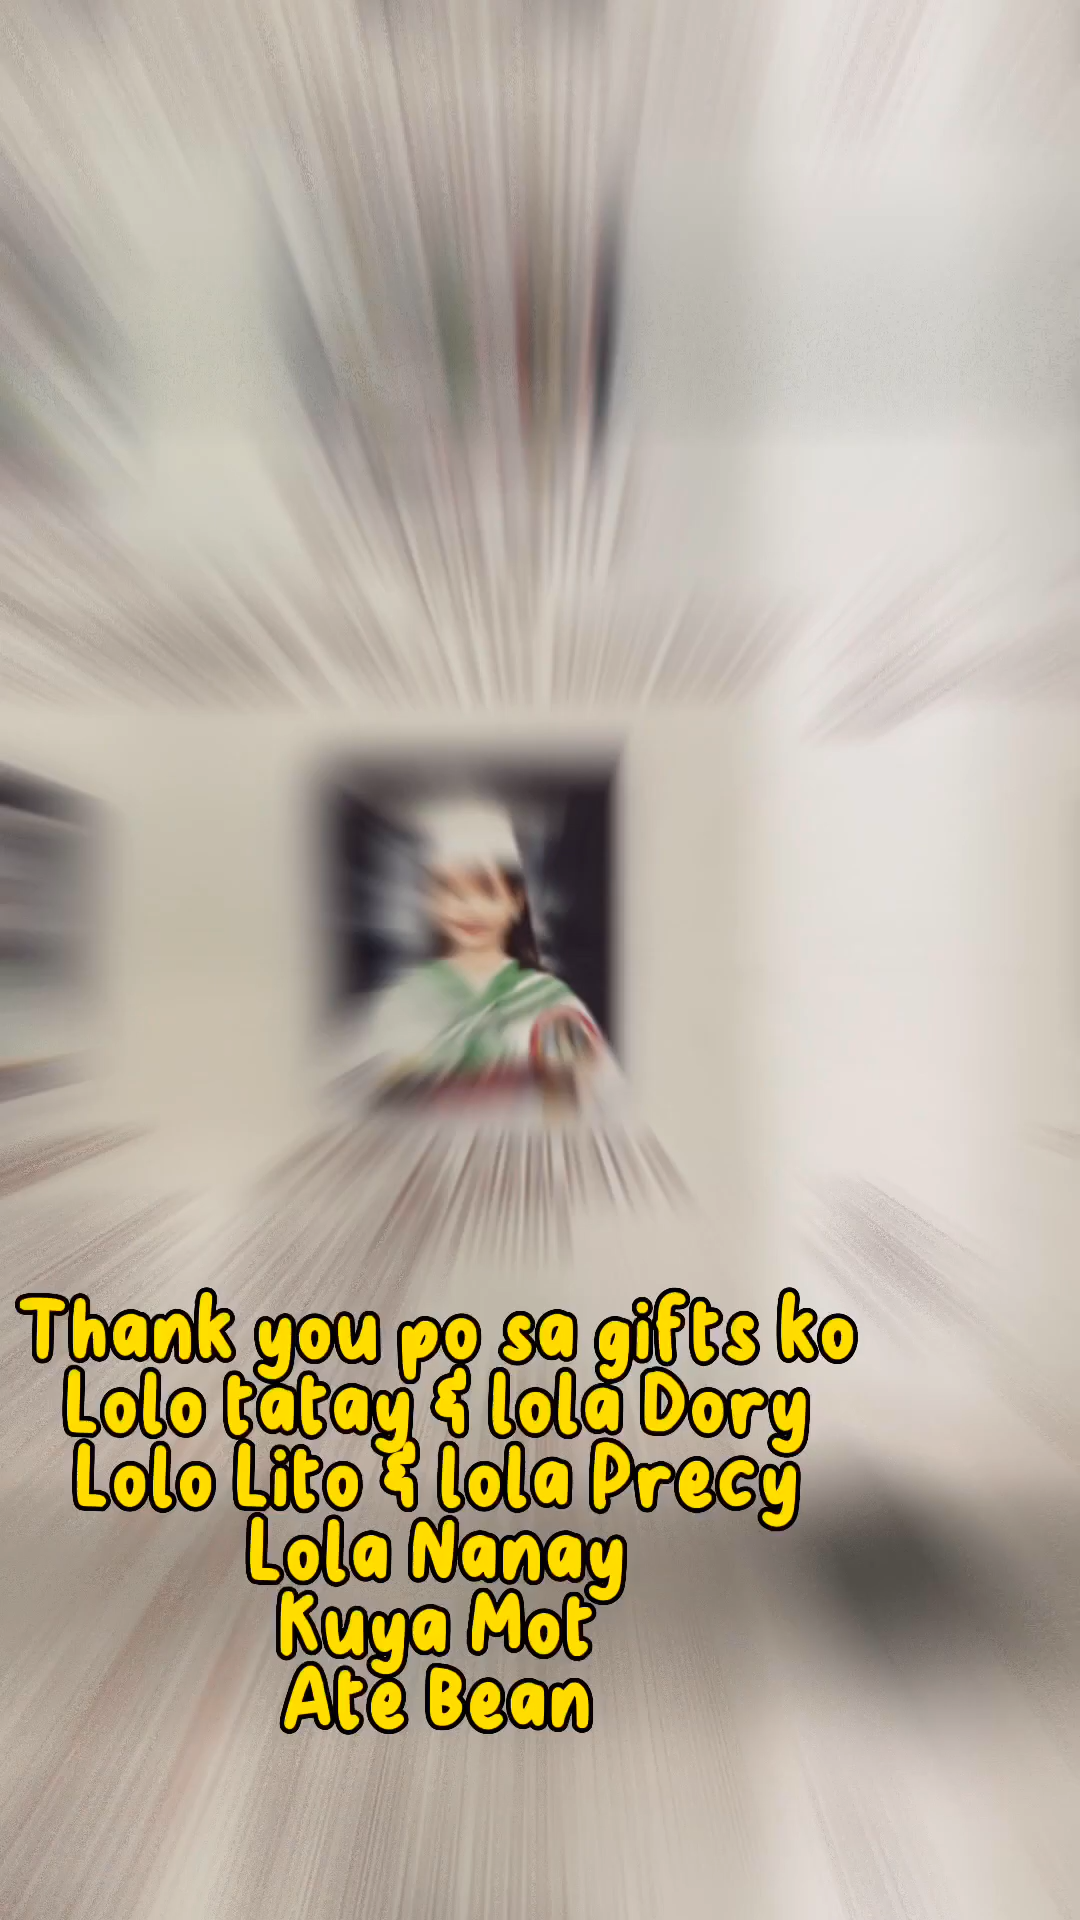 Thank you po sa gifts ko
Lolo tatay & lola Dory
Lolo Lito & lola Precy
Lola Nanay
Kuya Mot
Ate Bean